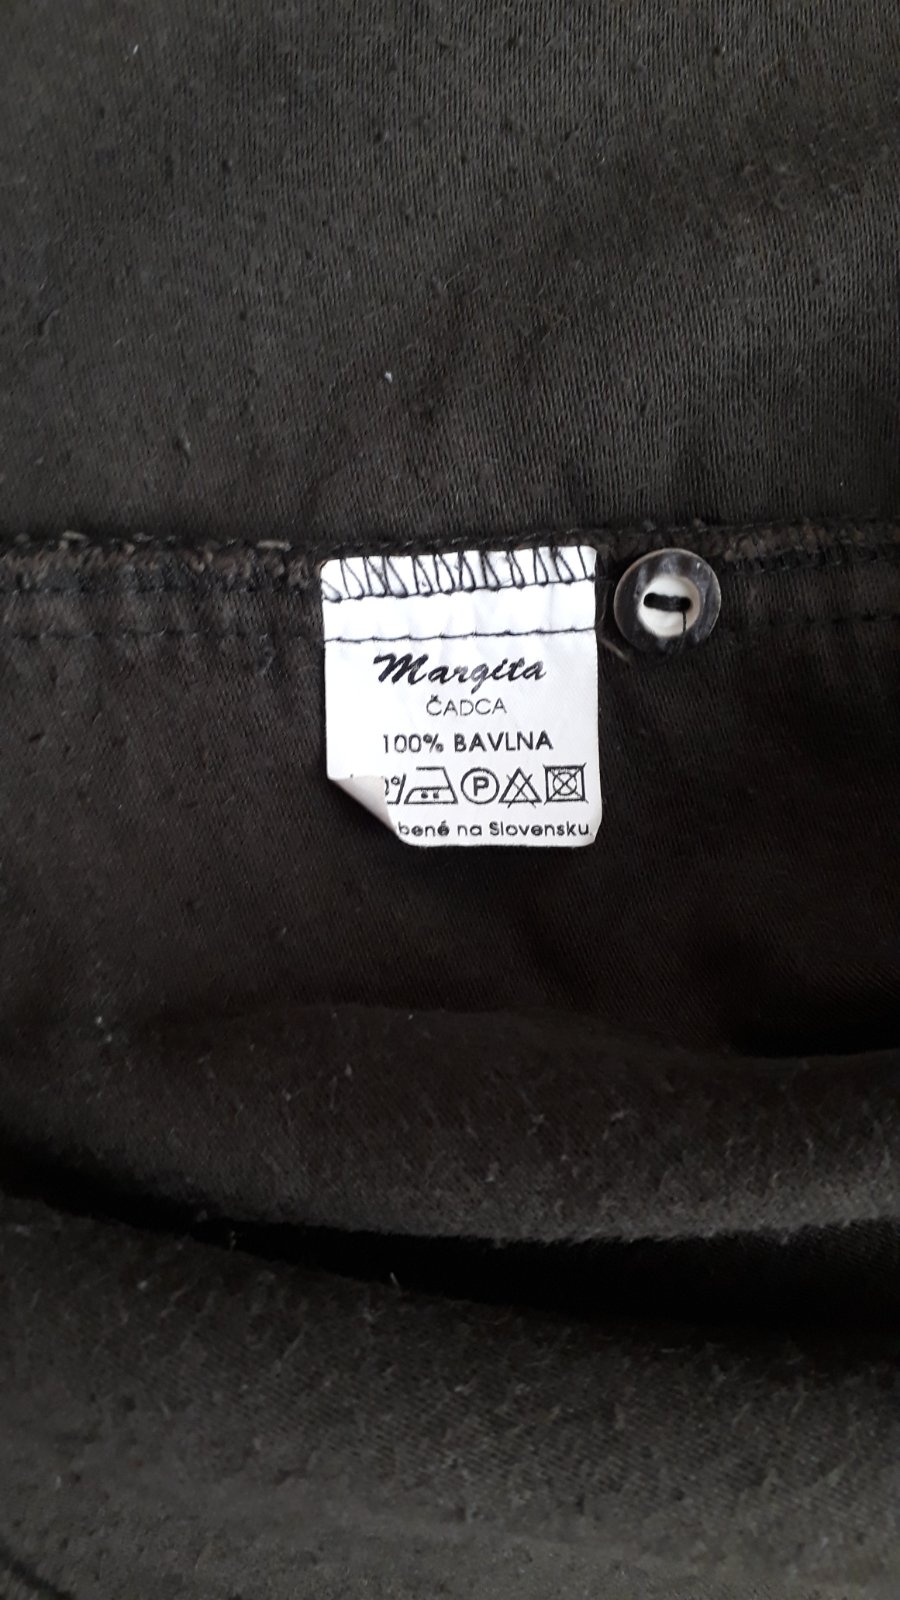 Margita
ČADCA
100% BAVLNA
P
bené na Slovensku